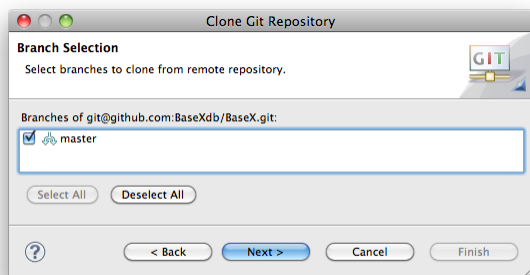 Clone Git Repository
Branch Selection
Select branches to clone from remote repository.
GIT
Branches of git@github.com:BaseXdb/BaseX.git:
master
Select All
Deselect All
?
< Back
Next >
Cancel
Finish